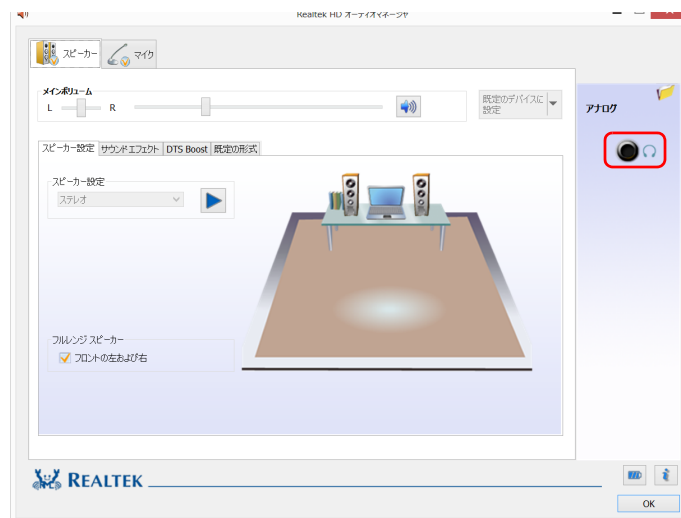 Realtek HD オーディオマネージャ
スピーカー
マイク
メインボリューム
L
R
既定のデバイスに
設定
アナログ
スピーカー設定
サウンドエフェクト
DTS Boost
既定の形式
スピーカー設定
ステレオ
フルレンジ スピーカー
フロントの左および右
REALTEK
OK